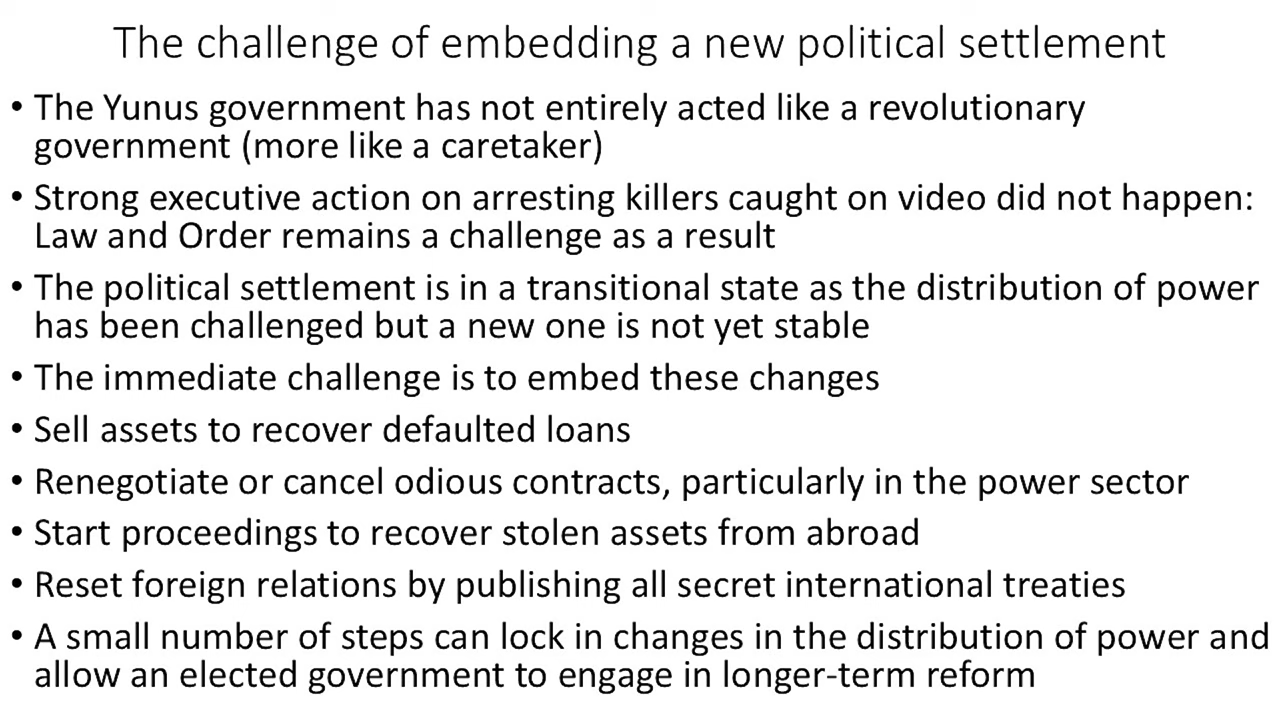 The challenge of embedding a new political settlement
• The Yunus government has not entirely acted like a revolutionary
government (more like a caretaker)
• Strong executive action on arresting killers caught on video did not happen:
Law and Order remains a challenge as a result
• The political settlement is in a transitional state as the distribution of power
has been challenged but a new one is not yet stable
• The immediate challenge is to embed these changes
• Sell assets to recover defaulted loans
• Renegotiate or cancel odious contracts, particularly in the power sector
• Start proceedings to recover stolen assets from abroad
• Reset foreign relations by publishing all secret international treaties
• A small number of steps can lock in changes in the distribution of power and
allow an elected government to engage in longer-term reform